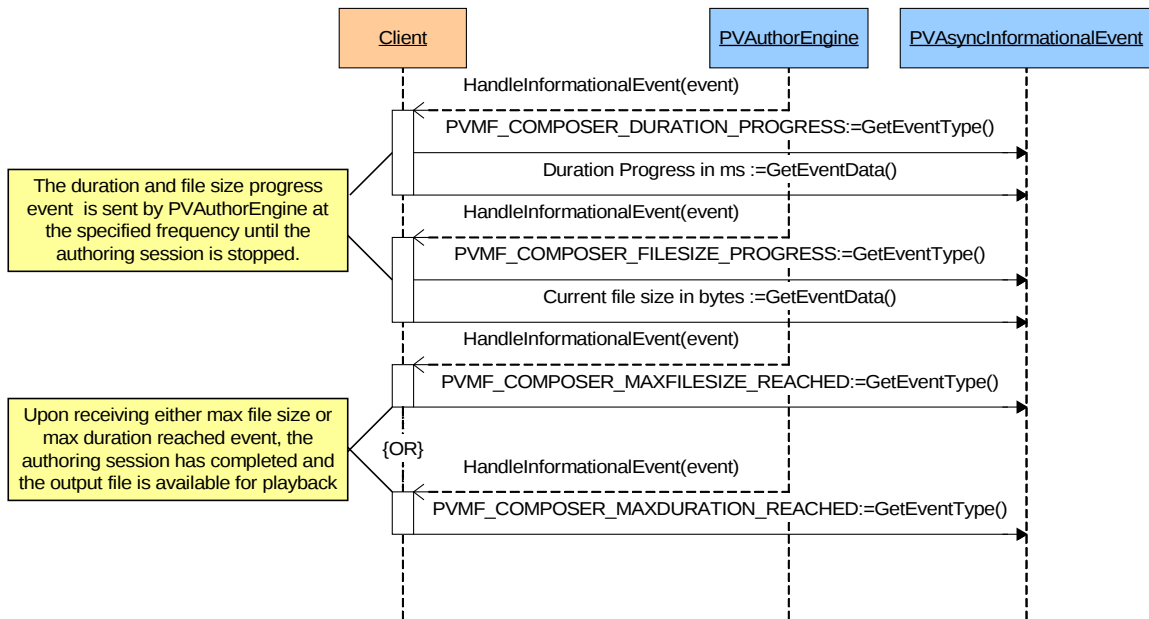 Client
PVAuthorEngine
PVAsyncInformationalEvent
HandleInformationalEvent(event)
PVMF_COMPOSER_DURATION_PROGRESS:=GetEventType()
Duration Progress in ms :=GetEventData()
The duration and file size progress
event  is sent by PVAuthorEngine at
the specified frequency until the
authoring session is stopped.
HandleInformationalEvent(event)
PVMF_COMPOSER_FILESIZE_PROGRESS:=GetEventType()
Current file size in bytes :=GetEventData()
HandleInformationalEvent(event)
PVMF_COMPOSER_MAXFILESIZE_REACHED:=GetEventType()
Upon receiving either max file size or
max duration reached event, the
authoring session has completed and
the output file is available for playback
{OR}
HandleInformationalEvent(event)
PVMF_COMPOSER_MAXDURATION_REACHED:=GetEventType()